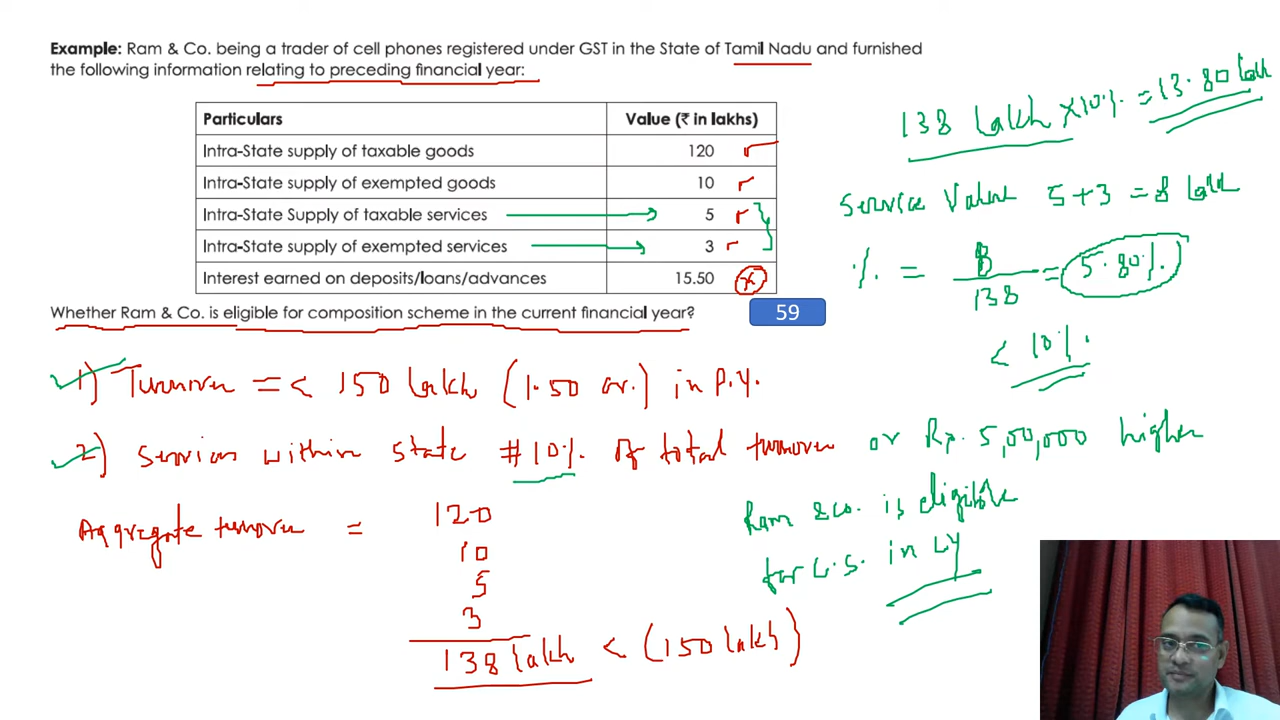 Example: Ram & Co. being a trader of cell phones registered under GST in the State of Tamil Nadu and furnished
the following information relating to preceding financial year:
Particulars Value (₹ in lakhs)
Intra-State supply of taxable goods 120
Intra-State supply of exempted goods 10
Intra-State Supply of taxable services 5
Intra-State supply of exempted services 3
Interest earned on deposits/loans/advances 15.50
Whether Ram & Co. is eligible for composition scheme in the current financial year?
59
138 lakh × 10% = 13.80 lakh
Service Value 5+3 = 8 lakh
% = 8/138 = 5.80%.
< 10%.
1) Turnover = < 150 lakh (1.50 cr.) in P.Y.
2) Services within state # 10% of total turnover or Rp. 5,00,000 higher
Aggregate turnover = 120
10
5
3
138 lakh < (150 lakh)
Ram & Co. is eligible
for C.S. in CY